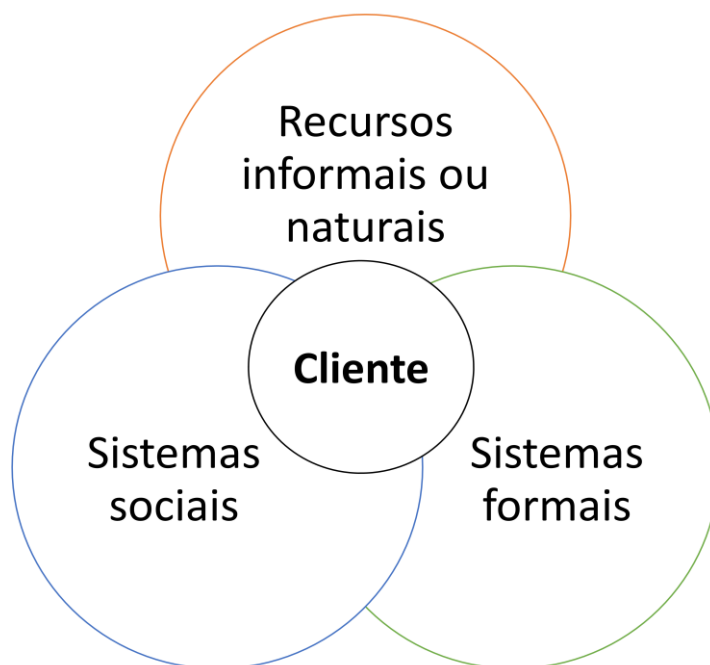 Recursos
informais ou
naturais
Cliente
Sistemas
sociais
Sistemas
formais